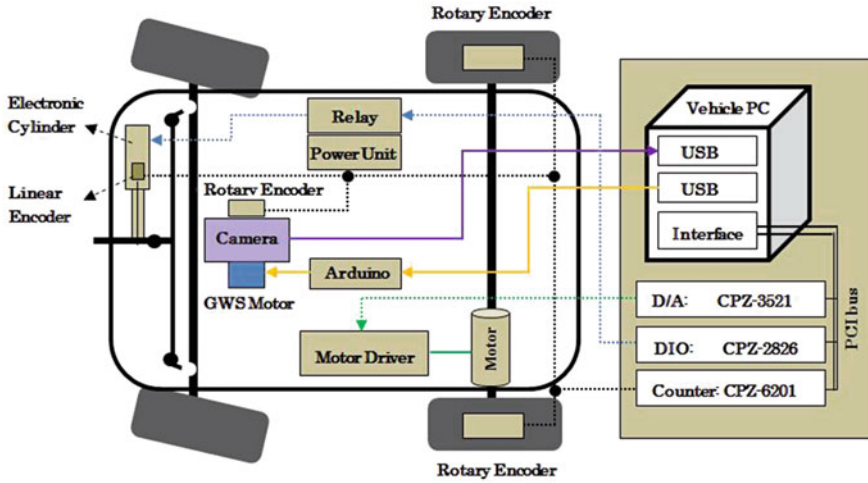 Rotary Encoder
Electronic
Cylinder
Linear
Encoder
Relay
Power Unit
Rotary Encoder
Camera
GWS Motor
Arduino
Motor Driver
Motor
Rotary Encoder
Vehicle PC
USB
USB
Interface
D/A: CPZ-3521
DIO: CPZ-2826
Counter: CPZ-6201
PCI bus